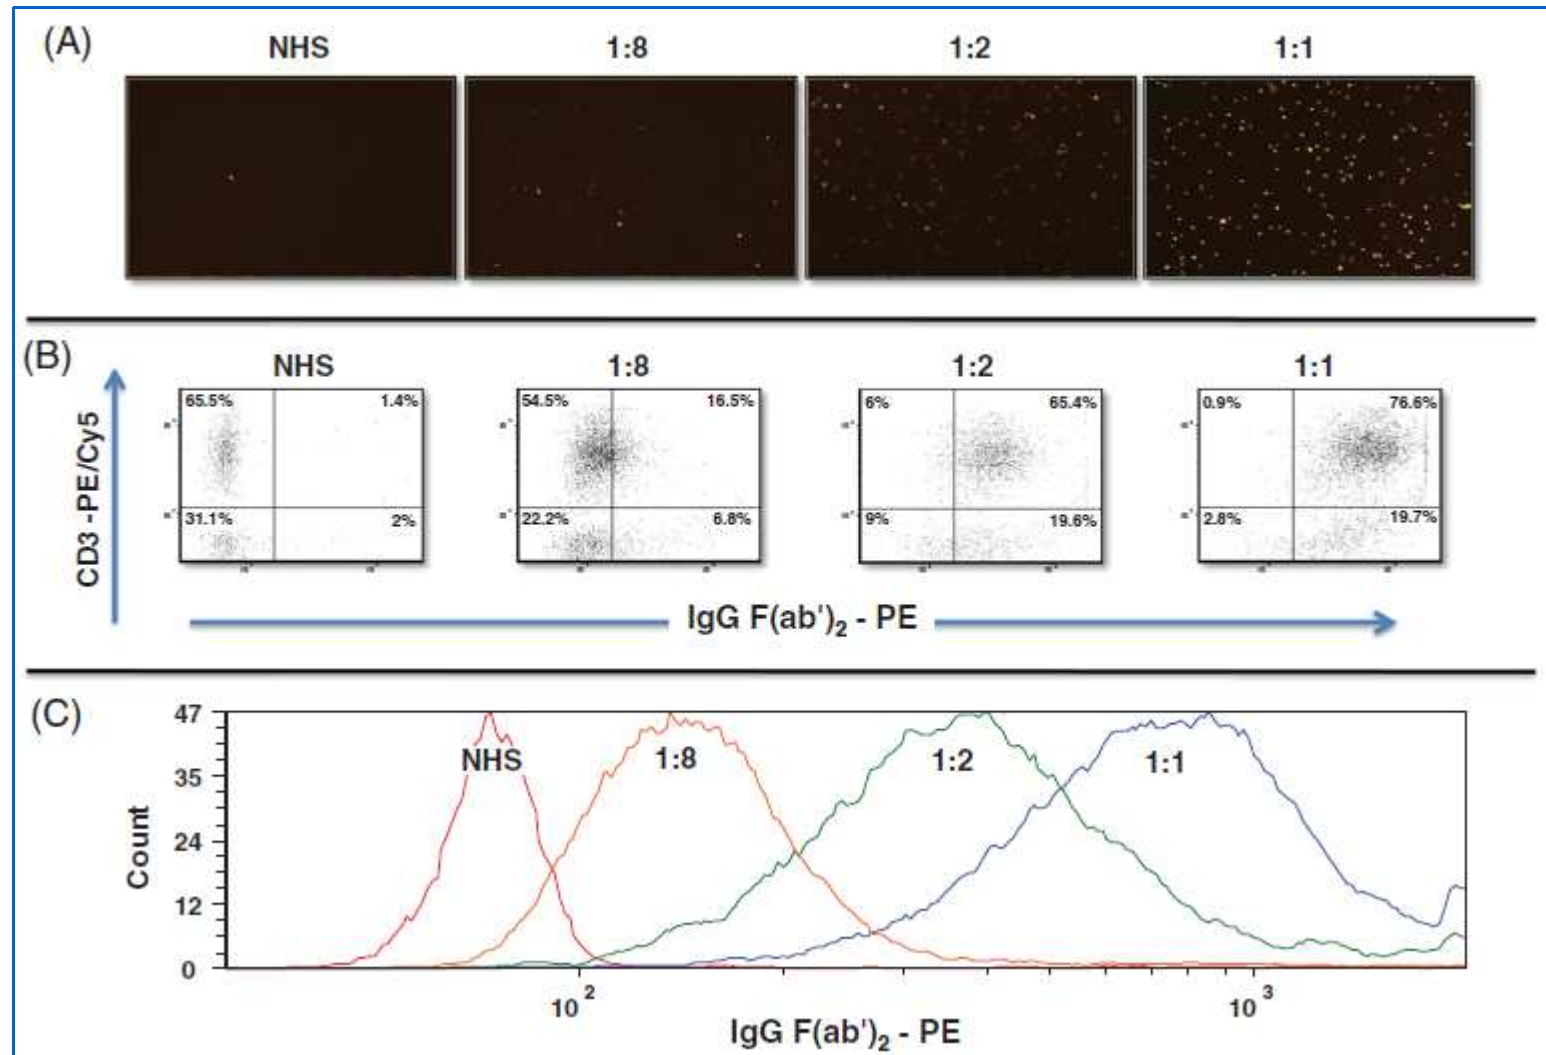 (A)
NHS 1:8 1:2 1:1
(B)
NHS 1:8 1:2 1:1
65.5% 1.4% 54.5% 16.5% 6% 65.4% 0.9% 76.6%
31.1% 2% 22.2% 6.8% 9% 19.6% 2.8% 19.7%
CD3 -PE/Cy5
IgG F(ab')2 - PE
(C)
47
35
24
12
0
Count
NHS 1:8 1:2 1:1
10 2 10 3
IgG F(ab')2 - PE